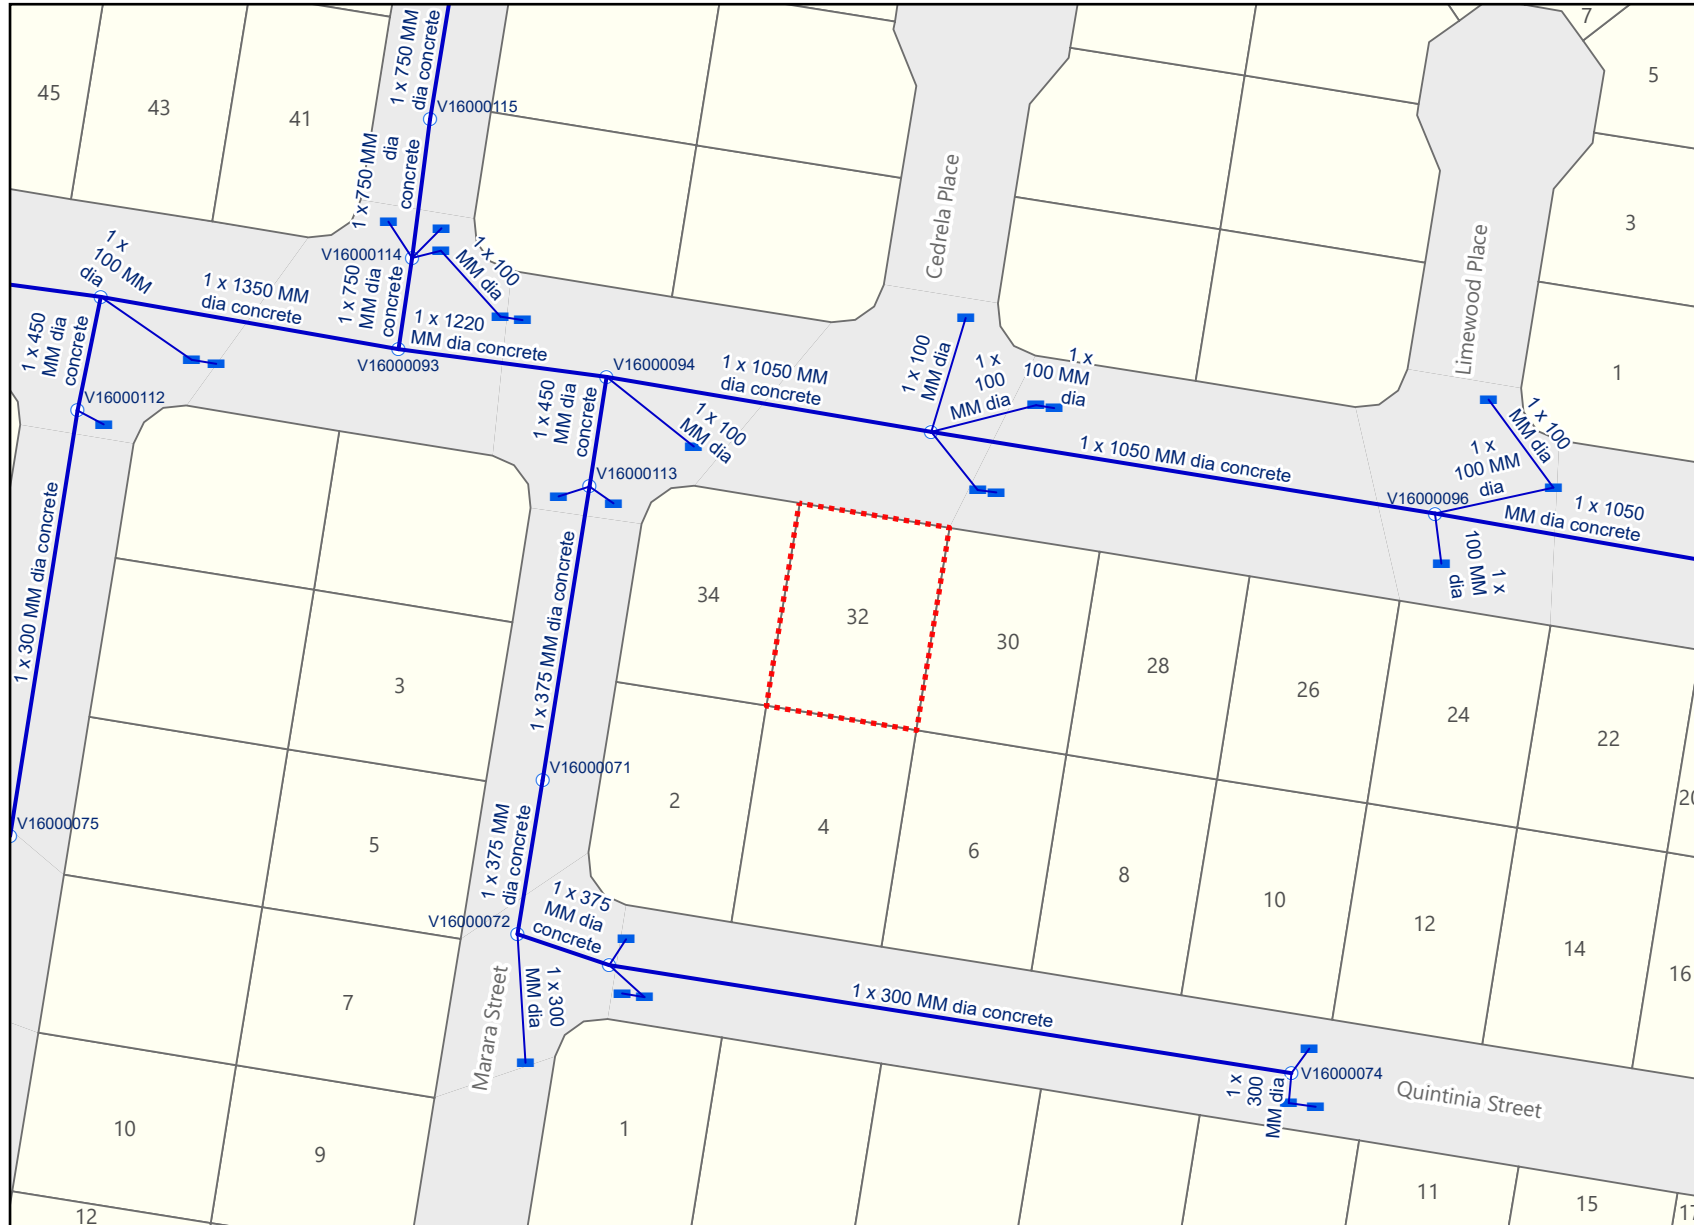 7
1 x 750 MM
dia concrete
45
43
41
V16000115
5
1 x 750 MM
dia
concrete
Cedrela Place
3
Limewood Place
1 x
100 MM
dia
V16000114
1 x 100
MM dia
1 x 1350 MM
dia concrete
1 x 750
MM dia
concrete
1 x 1220
MM dia concrete
V16000093
V16000094
1 x 1050 MM
dia concrete
1 x 100
MM dia
1 x
100
MM dia
1 x
100 MM
dia
1
1 x 450
MM dia
concrete
V16000112
1 x 450
MM dia
concrete
1 x 100
MM dia
1 x 100
MM dia
1 x
100 MM
dia
1 x 1050 MM dia concrete
V16000113
V16000096
1 x 1050
MM dia concrete
1 x
100 MM
dia
1 x 300 MM dia concrete
1 x 375 MM dia concrete
34
32
30
28
26
24
22
20
3
V16000071
V16000075
2
4
6
8
10
12
14
16
5
1 x 375 MM
dia concrete
1 x 375
MM dia
concrete
V16000072
7
Marara Street
1 x 300
MM dia
1 x 300 MM dia concrete
V16000074
1 x
300
MM dia
Quintinia Street
10
9
1
11
15
17
12